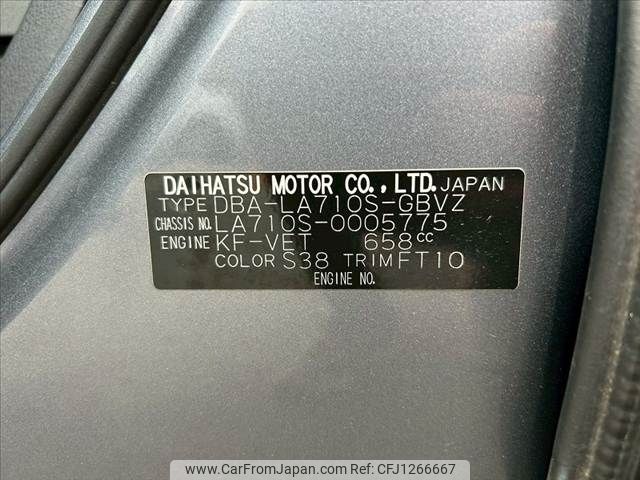 DAIHATSU MOTOR CO., LTD. JAPAN
TYPE DBA-LA710S-GBVZ
CHASSIS NO. LA710S-0005775
ENGINE KF-VET 658cc
COLOR S38 TRIM FT10
ENGINE NO.
www.CarFromJapan.com CFJ1266667